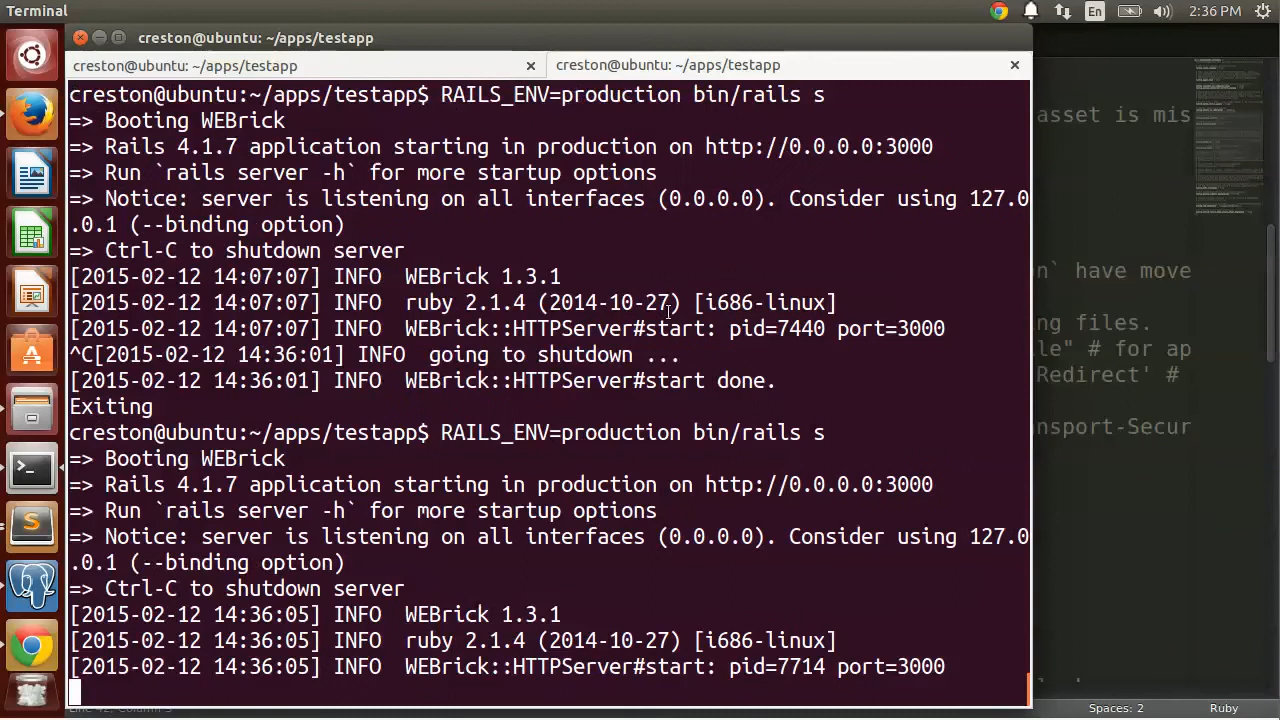 Terminal
En
2:36 PM
creston@ubuntu: ~/apps/testapp
creston@ubuntu: ~/apps/testapp
creston@ubuntu: ~/apps/testapp
creston@ubuntu:~/apps/testapp$ RAILS_ENV=production bin/rails s
=> Booting WEBrick
=> Rails 4.1.7 application starting in production on http://0.0.0.0:3000
=> Run `rails server -h` for more startup options
=> Notice: server is listening on all interfaces (0.0.0.0). Consider using 127.0
.0.1 (--binding option)
=> Ctrl-C to shutdown server
[2015-02-12 14:07:07] INFO  WEBrick 1.3.1
[2015-02-12 14:07:07] INFO  ruby 2.1.4 (2014-10-27) [i686-linux]
[2015-02-12 14:07:07] INFO  WEBrick::HTTPServer#start: pid=7440 port=3000
^C[2015-02-12 14:36:01] INFO  going to shutdown ...
[2015-02-12 14:36:01] INFO  WEBrick::HTTPServer#start done.
Exiting
creston@ubuntu:~/apps/testapp$ RAILS_ENV=production bin/rails s
=> Booting WEBrick
=> Rails 4.1.7 application starting in production on http://0.0.0.0:3000
=> Run `rails server -h` for more startup options
=> Notice: server is listening on all interfaces (0.0.0.0). Consider using 127.0
.0.1 (--binding option)
=> Ctrl-C to shutdown server
[2015-02-12 14:36:05] INFO  WEBrick 1.3.1
[2015-02-12 14:36:05] INFO  ruby 2.1.4 (2014-10-27) [i686-linux]
[2015-02-12 14:36:05] INFO  WEBrick::HTTPServer#start: pid=7714 port=3000
asset is mis
n` have move
ng files.
le" # for ap
Redirect' #
nsport-Secur
Spaces: 2
Ruby